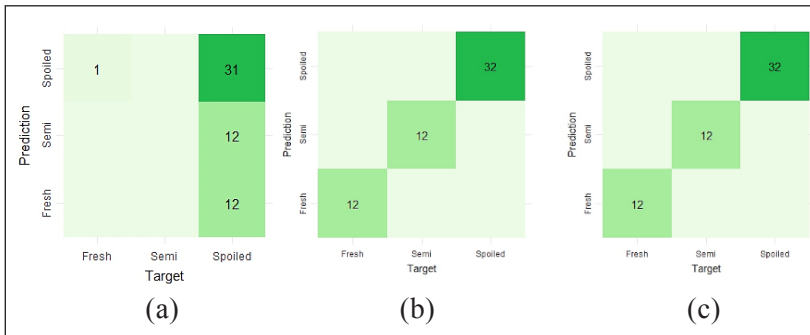 Prediction
Spoiled
Semi
Fresh
1
31
12
12
Fresh
Semi
Spoiled
Target
(a)
Prediction
Spoiled
Semi
Fresh
32
12
12
Fresh
Semi
Spoiled
Target
(b)
Prediction
Spoiled
Semi
Fresh
32
12
12
Fresh
Semi
Spoiled
Target
(c)